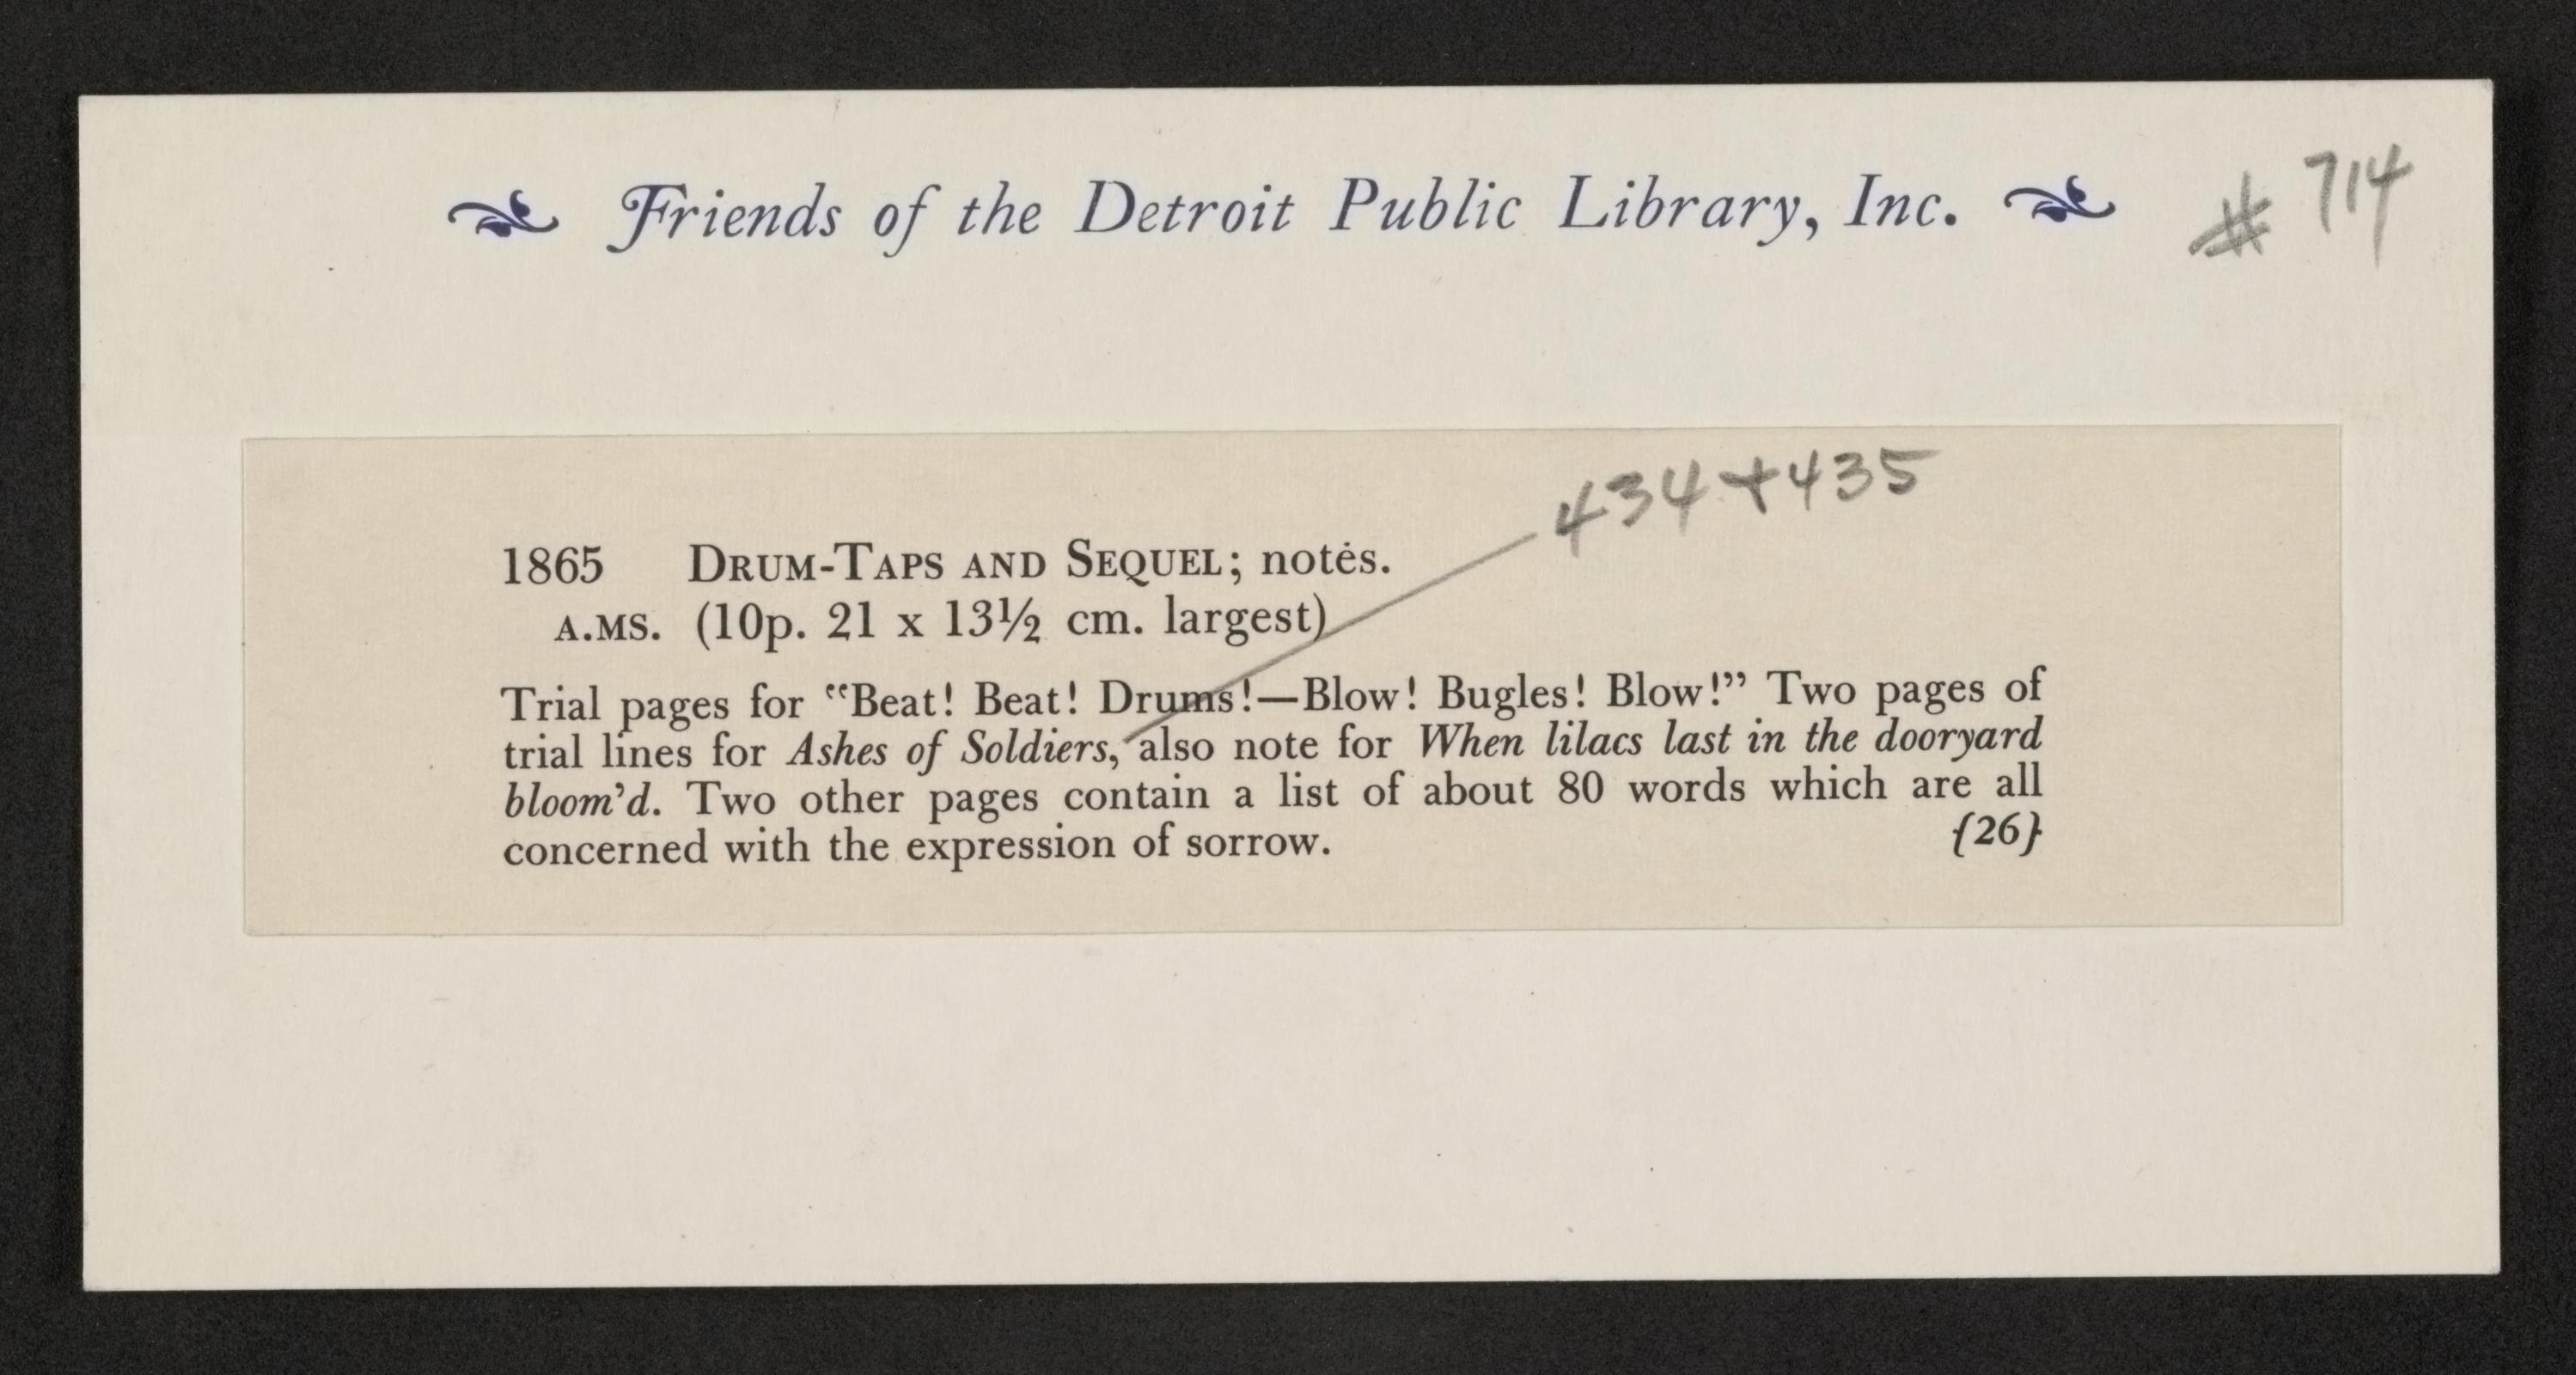 Friends of the Detroit Public Library, Inc.
# 714
434 + 435
1865 DRUM-TAPS AND SEQUEL; notes.
A.MS. (10p. 21 x 13½ cm. largest)
Trial pages for “Beat! Beat! Drums!—Blow! Bugles! Blow!” Two pages of
trial lines for Ashes of Soldiers, also note for When lilacs last in the dooryard
bloom’d. Two other pages contain a list of about 80 words which are all
concerned with the expression of sorrow. {26}